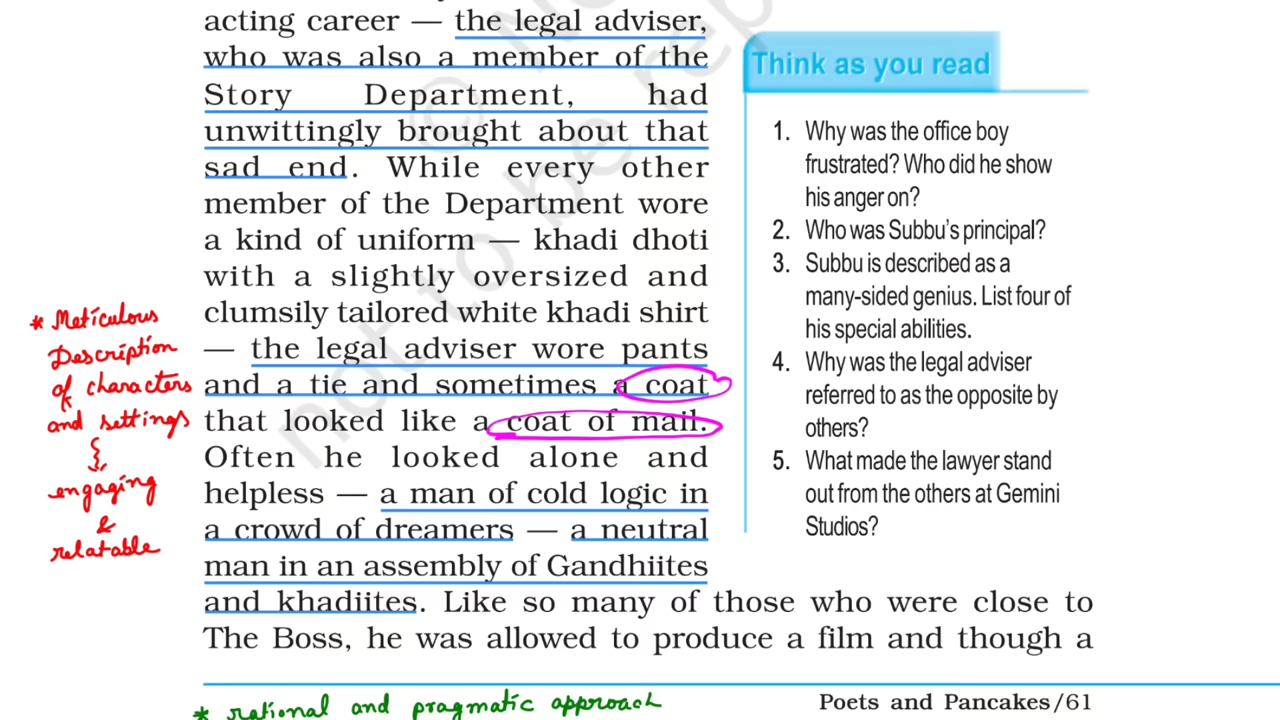 acting career — the legal adviser,
who was also a member of the
Story Department, had
unwittingly brought about that
sad end. While every other
member of the Department wore
a kind of uniform — khadi dhoti
with a slightly oversized and
clumsily tailored white khadi shirt
— the legal adviser wore pants
and a tie and sometimes a coat
that looked like a coat of mail.
Often he looked alone and
helpless — a man of cold logic in
a crowd of dreamers — a neutral
man in an assembly of Gandhiites
and khadiites. Like so many of those who were close to
The Boss, he was allowed to produce a film and though a
* Meticulous
Description
of characters
and settings
engaging
&
relatable
Think as you read
1. Why was the office boy
frustrated? Who did he show
his anger on?
2. Who was Subbu's principal?
3. Subbu is described as a
many-sided genius. List four of
his special abilities.
4. Why was the legal adviser
referred to as the opposite by
others?
5. What made the lawyer stand
out from the others at Gemini
Studios?
* rational and pragmatic approach
Poets and Pancakes/61
not to be rep